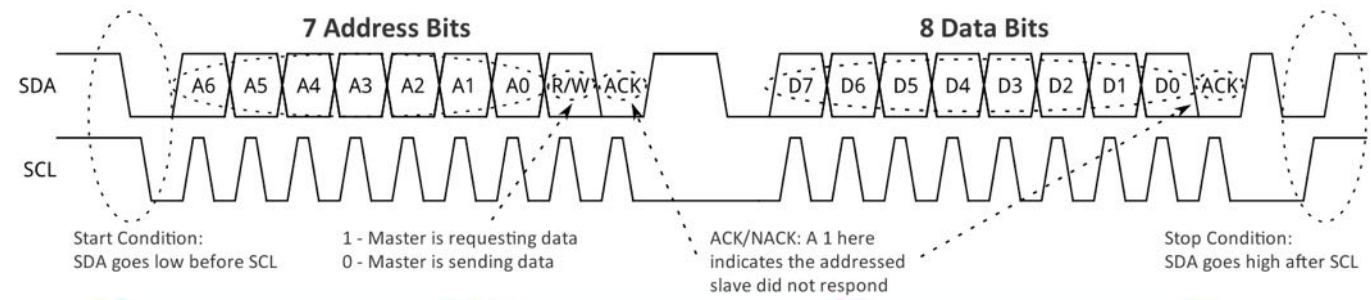 7 Address Bits
8 Data Bits
SDA
A6 A5 A4 A3 A2 A1 A0 R/W ACK
D7 D6 D5 D4 D3 D2 D1 D0 ACK
SCL
Start Condition:
SDA goes low before SCL
1 - Master is requesting data
0 - Master is sending data
ACK/NACK: A 1 here
indicates the addressed
slave did not respond
Stop Condition:
SDA goes high after SCL